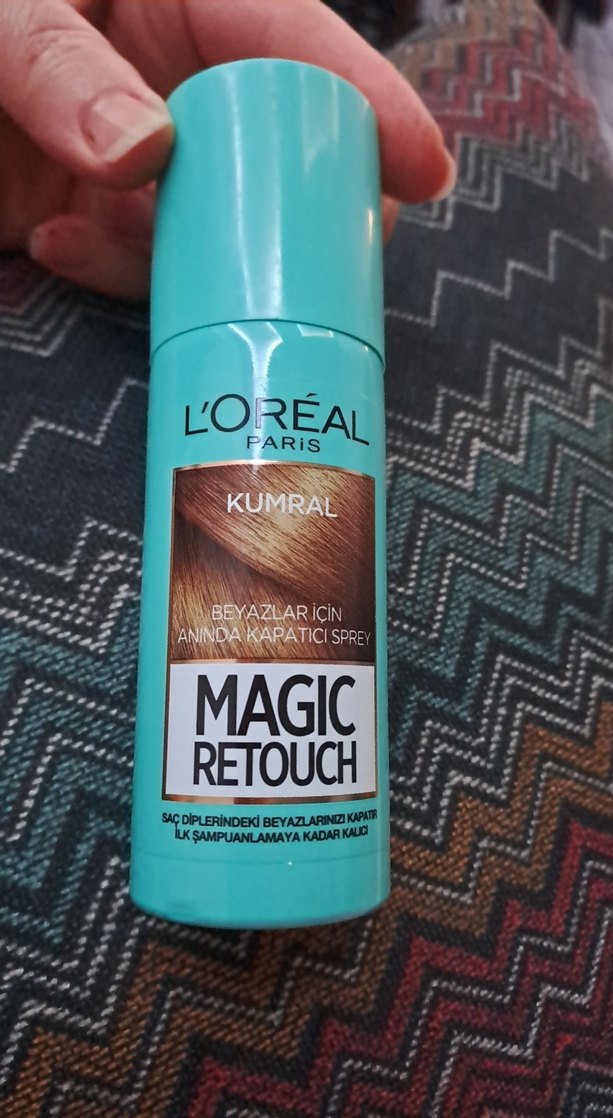 L'ORÉAL
PARiS
KUMRAL
BEYAZLAR İÇİN
ANINDA KAPATICI SPREY
MAGIC
RETOUCH
SAÇ DİPLERİNDEKİ BEYAZLARINIZI KAPATIR
İLK ŞAMPUANLAMAYA KADAR KALICI